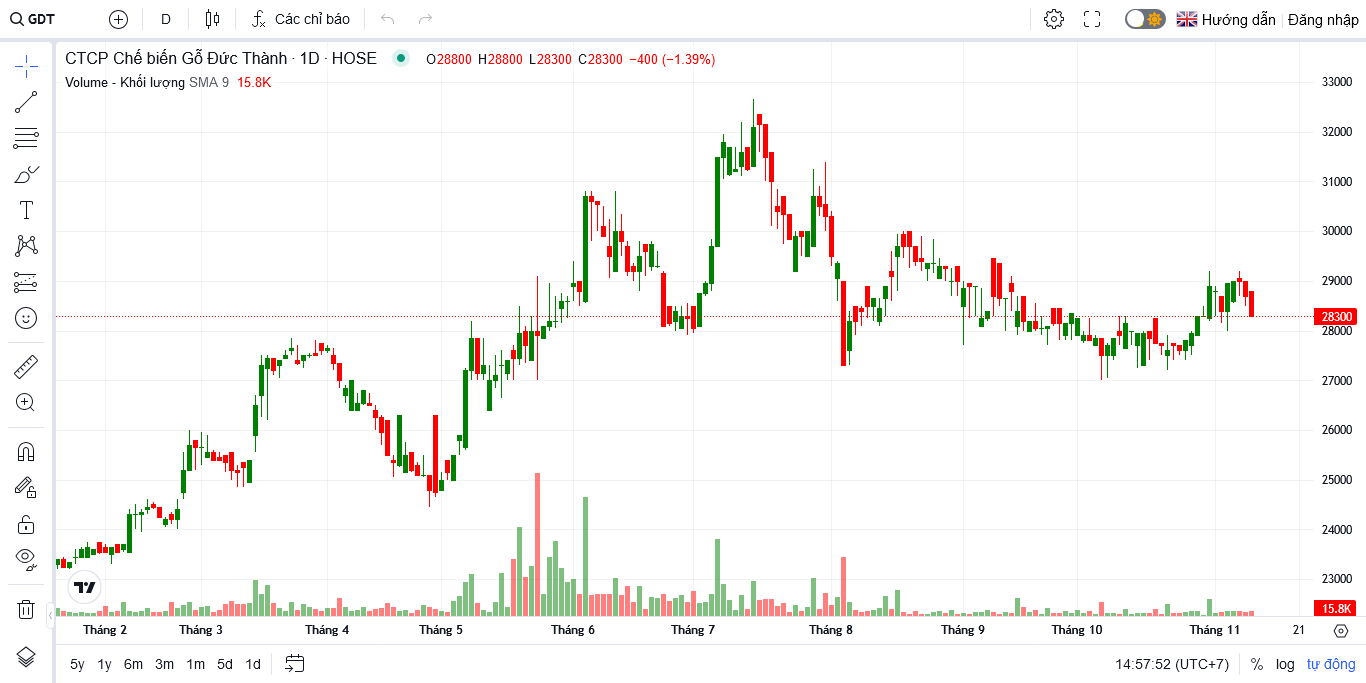 GDT D Các chỉ báo Hướng dẫn Đăng nhập
CTCP Chế biến Gỗ Đức Thành · 1D · HOSE O28800 H28800 L28300 C28300 −400 (−1.39%)
Volume - Khối lượng SMA 9 15.8K
33000
32000
31000
30000
29000
28300
28000
27000
26000
25000
24000
23000
15.8K
Tháng 2 Tháng 3 Tháng 4 Tháng 5 Tháng 6 Tháng 7 Tháng 8 Tháng 9 Tháng 10 Tháng 11 21
5y 1y 6m 3m 1m 5d 1d 14:57:52 (UTC+7) % log tự động